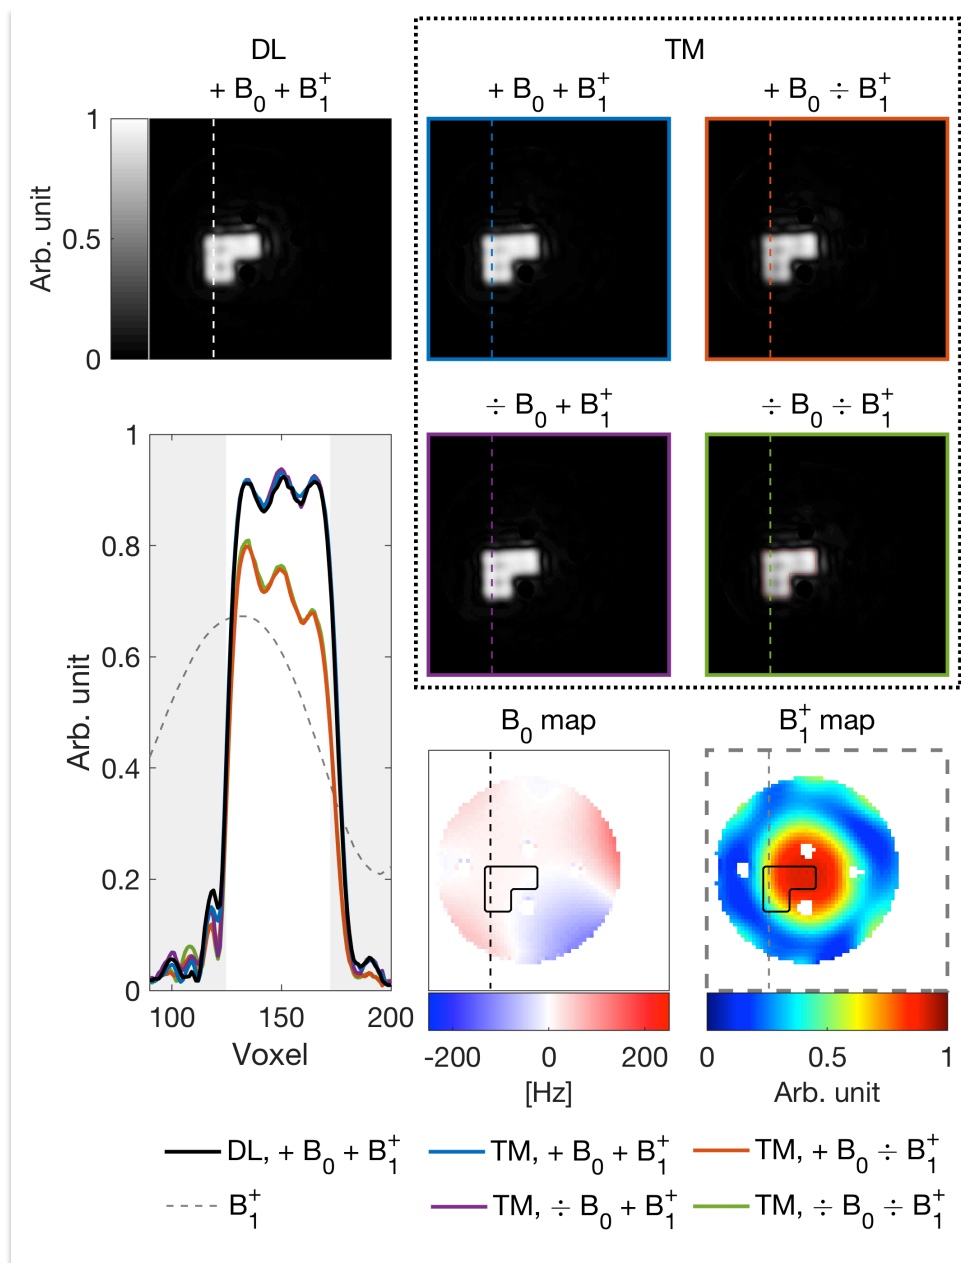 DL
TM
+ B₀ + B₁⁺
+ B₀ + B₁⁺
+ B₀ ÷ B₁⁺
1
0.5
0
Arb. unit
÷ B₀ + B₁⁺
÷ B₀ ÷ B₁⁺
1
0.8
0.6
0.4
0.2
0
Arb. unit
100 150 200
Voxel
B₀ map
B₁⁺ map
-200 0 200
[Hz]
0 0.5 1
Arb. unit
DL, + B₀ + B₁⁺
TM, + B₀ + B₁⁺
TM, + B₀ ÷ B₁⁺
B₁⁺
TM, ÷ B₀ + B₁⁺
TM, ÷ B₀ ÷ B₁⁺